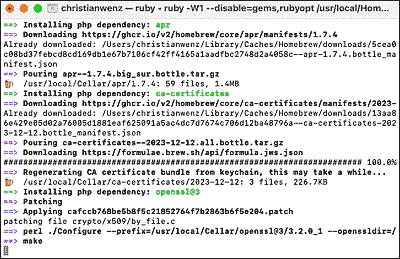 christianwenz — ruby ◂ ruby -W1 --disable=gems,rubyopt /usr/local/Hom...
==> Installing php dependency: apr
==> Downloading https://ghcr.io/v2/homebrew/core/apr/manifests/1.7.4
Already downloaded: /Users/christianwenz/Library/Caches/Homebrew/downloads/5cea0
c08bd37febcd8cd169db1e67b7106cf42ff4165a1aadfbc2748d2a4058c--apr-1.7.4.bottle_ma
nifest.json
==> Pouring apr--1.7.4.big_sur.bottle.tar.gz
🍺 /usr/local/Cellar/apr/1.7.4: 59 files, 1.4MB
==> Installing php dependency: ca-certificates
==> Downloading https://ghcr.io/v2/homebrew/core/ca-certificates/manifests/2023-
Already downloaded: /Users/christianwenz/Library/Caches/Homebrew/downloads/13aa8
6e429e05d02a76005d1881eaf625091a5ac4dc7d7674c706d12ba48796a--ca-certificates-202
3-12-12.bottle_manifest.json
==> Pouring ca-certificates--2023-12-12.all.bottle.tar.gz
==> Downloading https://formulae.brew.sh/api/formula.jws.json
######################################################################### 100.0%
==> Regenerating CA certificate bundle from keychain, this may take a while...
🍺 /usr/local/Cellar/ca-certificates/2023-12-12: 3 files, 226.7KB
==> Installing php dependency: openssl@3
==> Patching
==> Applying cafccb768be5b8f5c21852764f7b2863b6f5e204.patch
patching file crypto/x509/by_file.c
==> perl ./Configure --prefix=/usr/local/Cellar/openssl@3/3.2.0_1 --openssldir=/
==> make